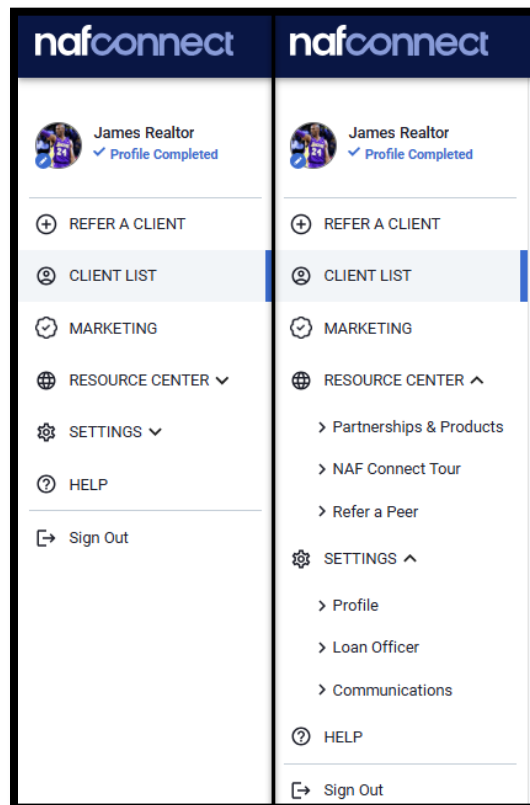 nafconnect
James Realtor
Profile Completed
REFER A CLIENT
CLIENT LIST
MARKETING
RESOURCE CENTER
SETTINGS
HELP
Sign Out
nafconnect
James Realtor
Profile Completed
REFER A CLIENT
CLIENT LIST
MARKETING
RESOURCE CENTER
Partnerships & Products
NAF Connect Tour
Refer a Peer
SETTINGS
Profile
Loan Officer
Communications
HELP
Sign Out